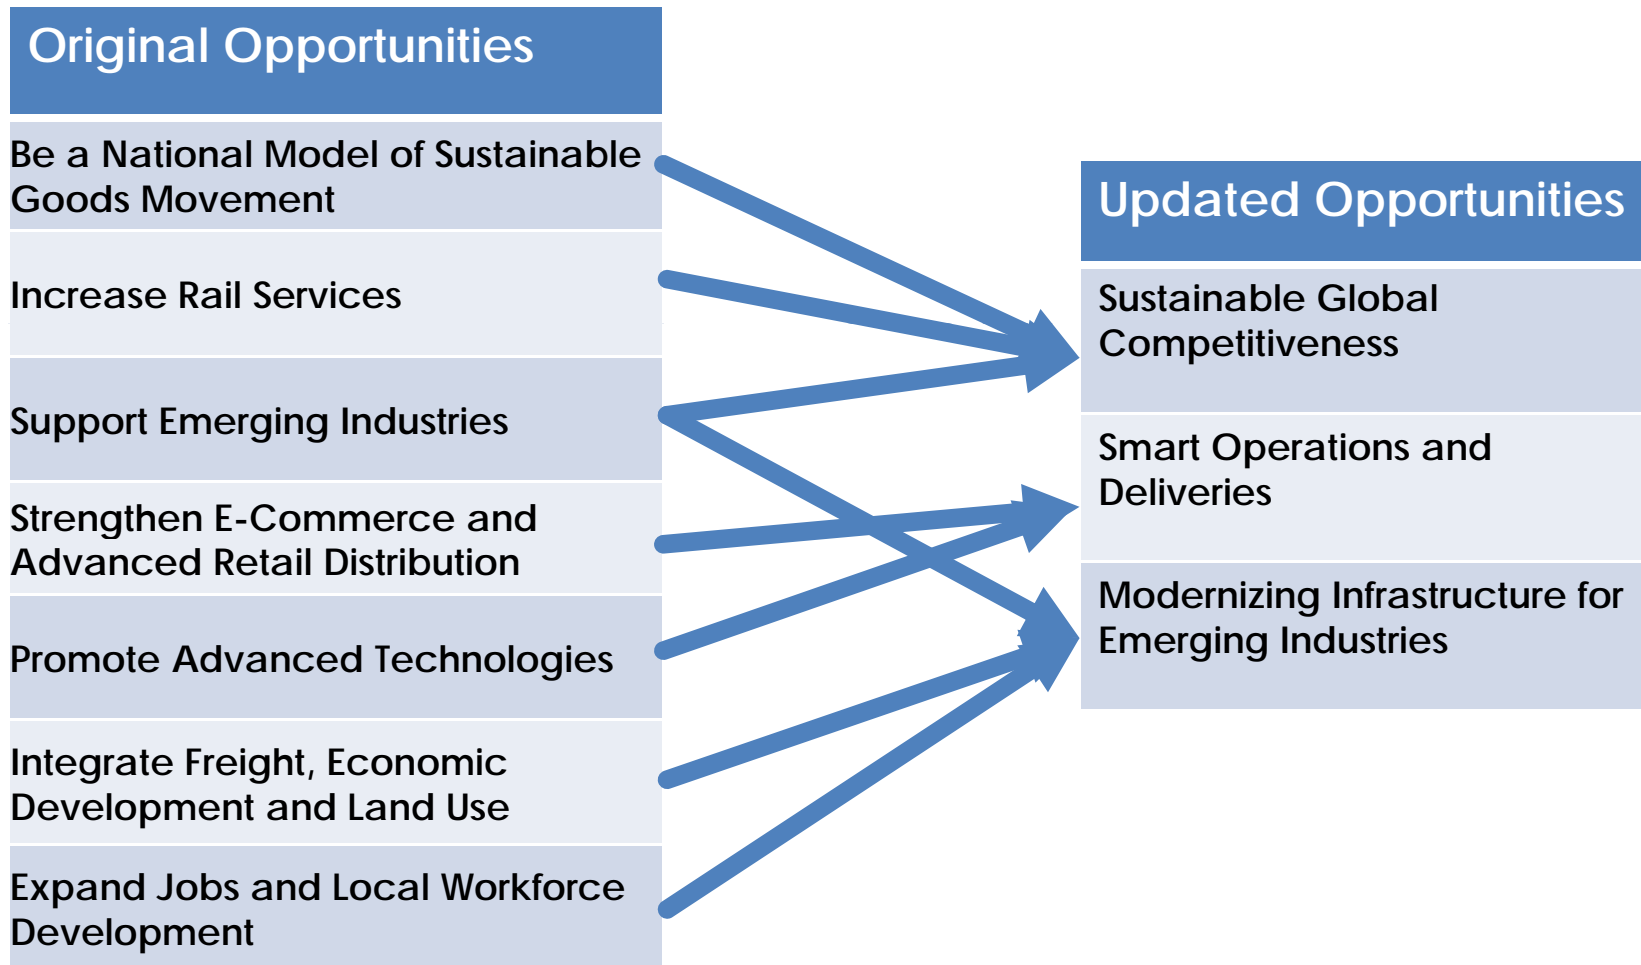 Original Opportunities
Be a National Model of Sustainable
Goods Movement
Increase Rail Services
Support Emerging Industries
Strengthen E-Commerce and
Advanced Retail Distribution
Promote Advanced Technologies
Integrate Freight, Economic
Development and Land Use
Expand Jobs and Local Workforce
Development
Updated Opportunities
Sustainable Global
Competitiveness
Smart Operations and
Deliveries
Modernizing Infrastructure for
Emerging Industries